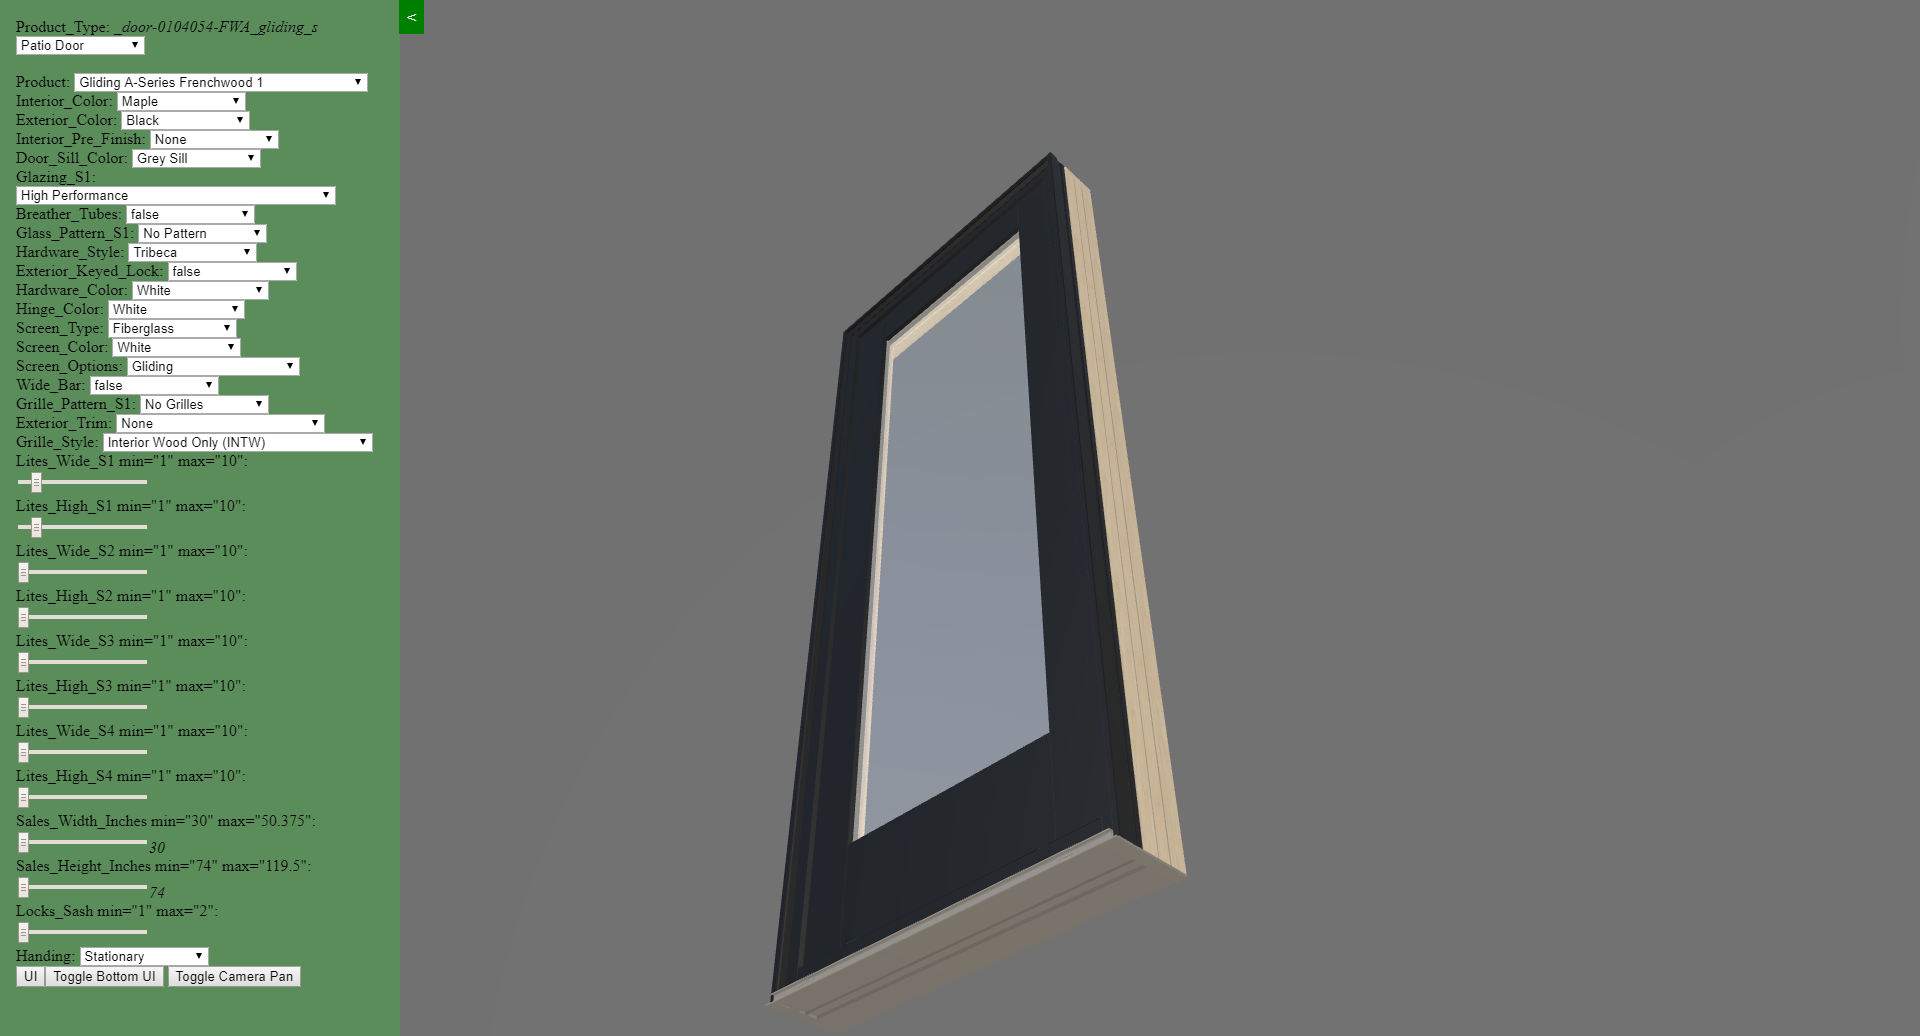 Product_Type: _door-0104054-FWA_gliding_s
Patio Door
<
Product: Gliding A-Series Frenchwood 1
Interior_Color: Maple
Exterior_Color: Black
Interior_Pre_Finish: None
Door_Sill_Color: Grey Sill
Glazing_S1:
High Performance
Breather_Tubes: false
Glass_Pattern_S1: No Pattern
Hardware_Style: Tribeca
Exterior_Keyed_Lock: false
Hardware_Color: White
Hinge_Color: White
Screen_Type: Fiberglass
Screen_Color: White
Screen_Options: Gliding
Wide_Bar: false
Grille_Pattern_S1: No Grilles
Exterior_Trim: None
Grille_Style: Interior Wood Only (INTW)
Lites_Wide_S1 min="1" max="10":
Lites_High_S1 min="1" max="10":
Lites_Wide_S2 min="1" max="10":
Lites_High_S2 min="1" max="10":
Lites_Wide_S3 min="1" max="10":
Lites_High_S3 min="1" max="10":
Lites_Wide_S4 min="1" max="10":
Lites_High_S4 min="1" max="10":
Sales_Width_Inches min="30" max="50.375":
30
Sales_Height_Inches min="74" max="119.5":
74
Locks_Sash min="1" max="2":
Handing: Stationary
UI Toggle Bottom UI Toggle Camera Pan